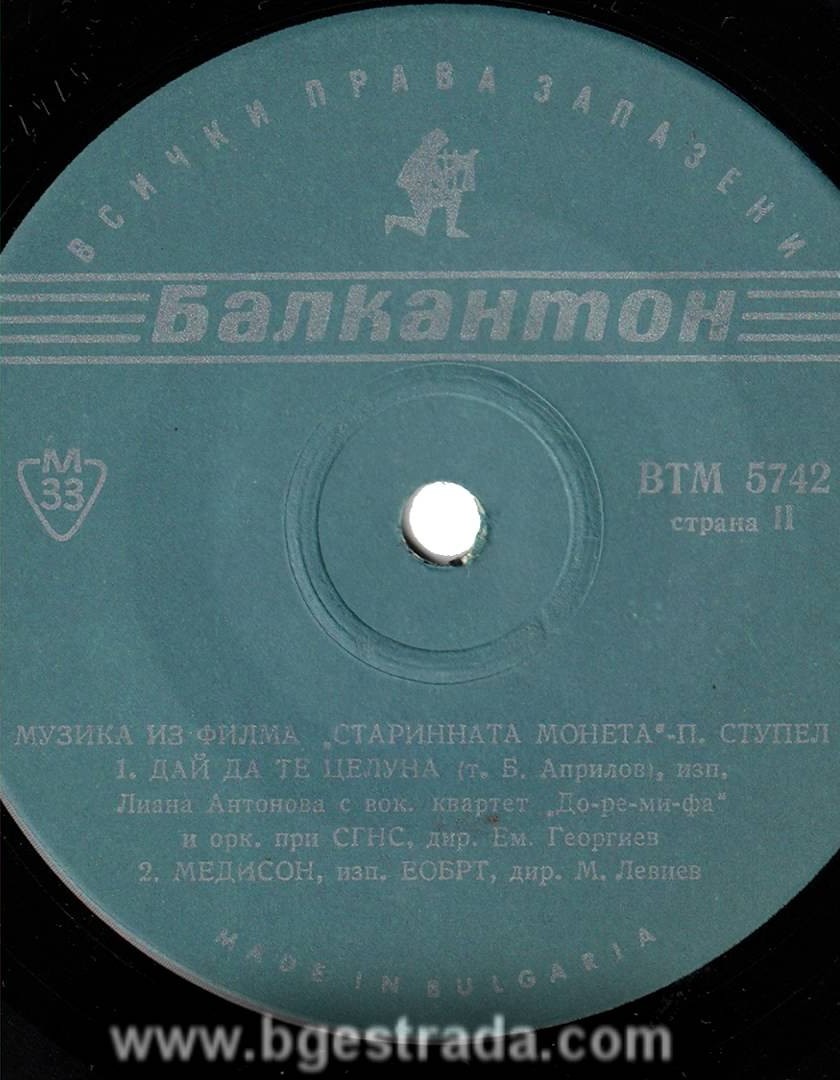 ВСИЧКИ ПРАВА ЗАПАЗЕНИ
Балкантон
М
33
ВТМ 5742
страна II
МУЗИКА ИЗ ФИЛМА „СТАРИННАТА МОНЕТА“-П. СТУПЕЛ
1. ДАЙ ДА ТЕ ЦЕЛУНА (т. Б. Априлов), изп.
Лиана Антонова с вок. квартет „До-ре-ми-фа“
и орк. при СГНС, дир. Ем. Георгиев
2. МЕДИСОН, изп. ЕОБРТ, дир. М. Левиев
MADE IN BULGARIA
www.bgestrada.com